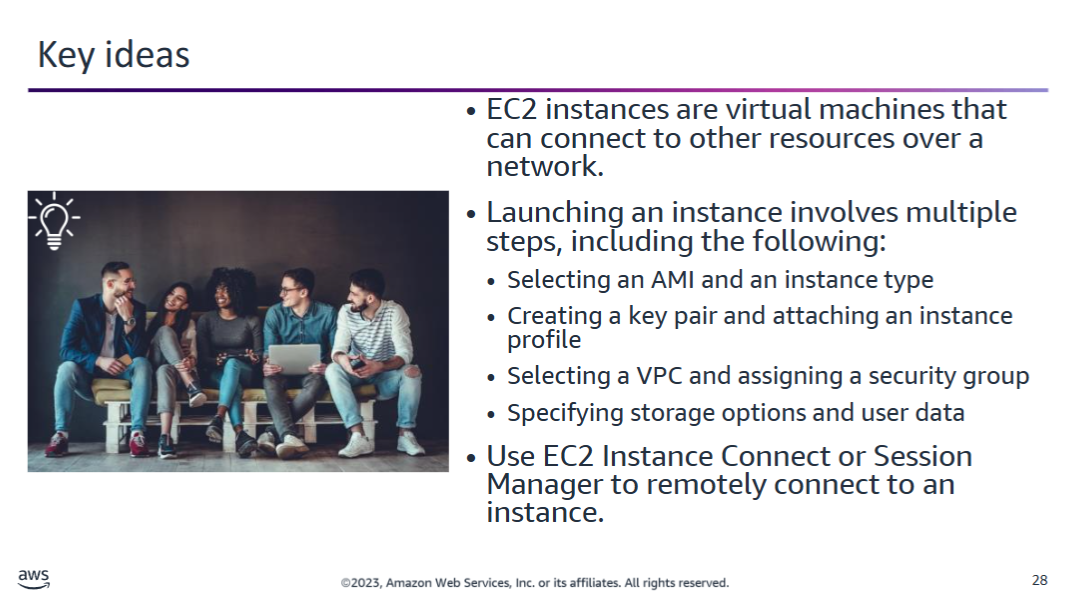 Key ideas
• EC2 instances are virtual machines that
can connect to other resources over a
network.
• Launching an instance involves multiple
steps, including the following:
• Selecting an AMI and an instance type
• Creating a key pair and attaching an instance
profile
• Selecting a VPC and assigning a security group
• Specifying storage options and user data
• Use EC2 Instance Connect or Session
Manager to remotely connect to an
instance.
aws
©2023, Amazon Web Services, Inc. or its affiliates. All rights reserved.
28